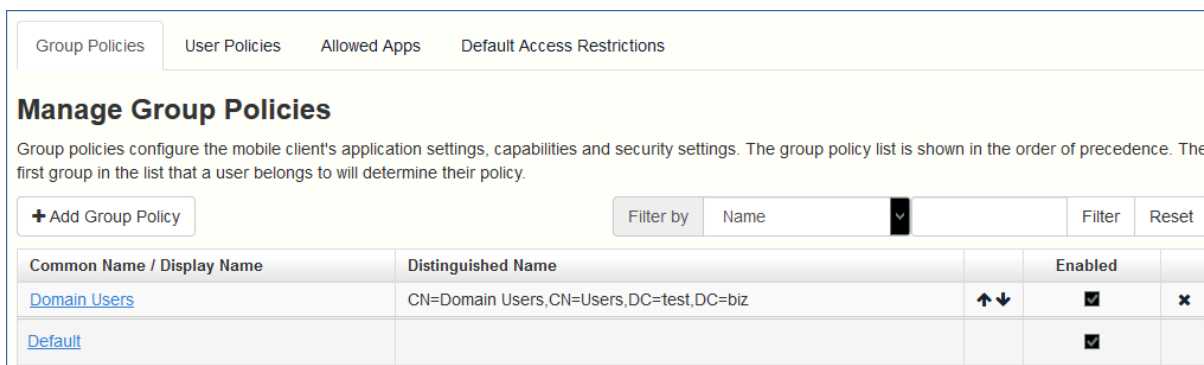 Group Policies User Policies Allowed Apps Default Access Restrictions
Manage Group Policies
Group policies configure the mobile client's application settings, capabilities and security settings. The group policy list is shown in the order of precedence. The
first group in the list that a user belongs to will determine their policy.
+ Add Group Policy Filter by Name Filter Reset
Common Name / Display Name Distinguished Name Enabled
Domain Users CN=Domain Users,CN=Users,DC=test,DC=biz
Default